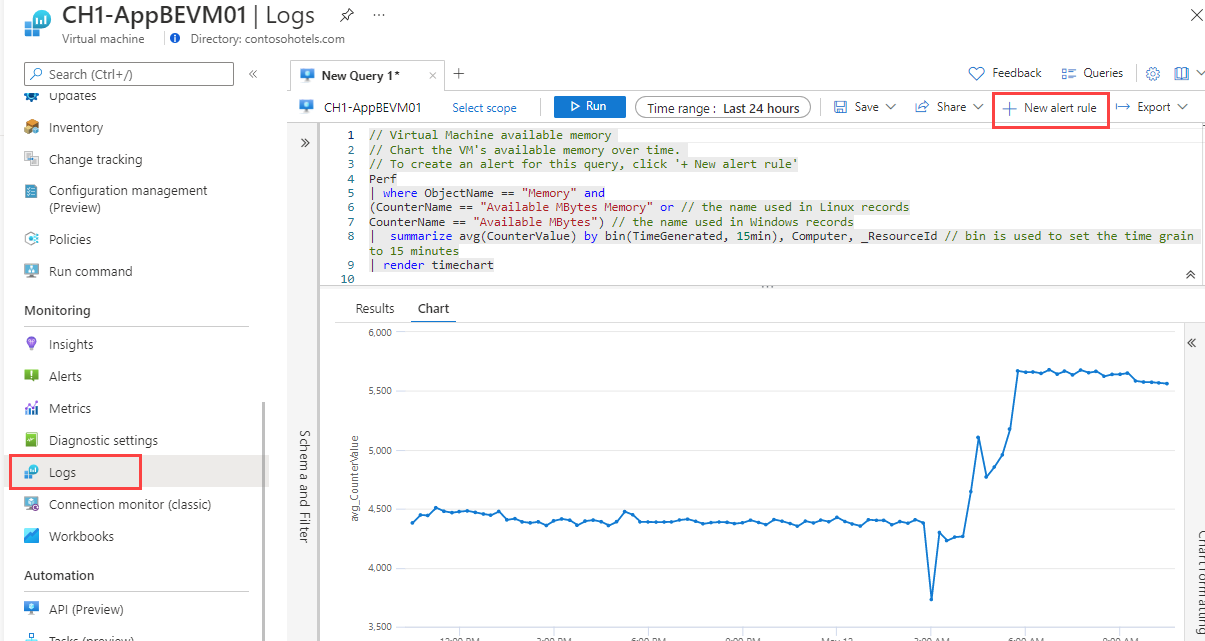 CH1-AppBEVM01 | Logs
Virtual machine
Directory: contosohotels.com
Search (Ctrl+/)
Updates
Inventory
Change tracking
Configuration management
(Preview)
Policies
Run command
Monitoring
Insights
Alerts
Metrics
Diagnostic settings
Logs
Connection monitor (classic)
Workbooks
Automation
API (Preview)
Tasks (preview)
New Query 1*
Feedback
Queries
CH1-AppBEVM01
Select scope
Run
Time range : Last 24 hours
Save
Share
New alert rule
Export
1 // Virtual Machine available memory
2 // Chart the VM's available memory over time.
3 // To create an alert for this query, click '+ New alert rule'
4 Perf
5 | where ObjectName == "Memory" and
6 (CounterName == "Available MBytes Memory" or // the name used in Linux records
7 CounterName == "Available MBytes") // the name used in Windows records
8 | summarize avg(CounterValue) by bin(TimeGenerated, 15min), Computer, _ResourceId // bin is used to set the time grain
to 15 minutes
9 | render timechart
10
Schema and Filter
Results
Chart
6,000
5,500
5,000
4,500
4,000
3,500
avg_CounterValue
12:00 PM
3:00 PM
6:00 PM
9:00 PM
May 12
3:00 AM
6:00 AM
9:00 AM
Chart Formatting